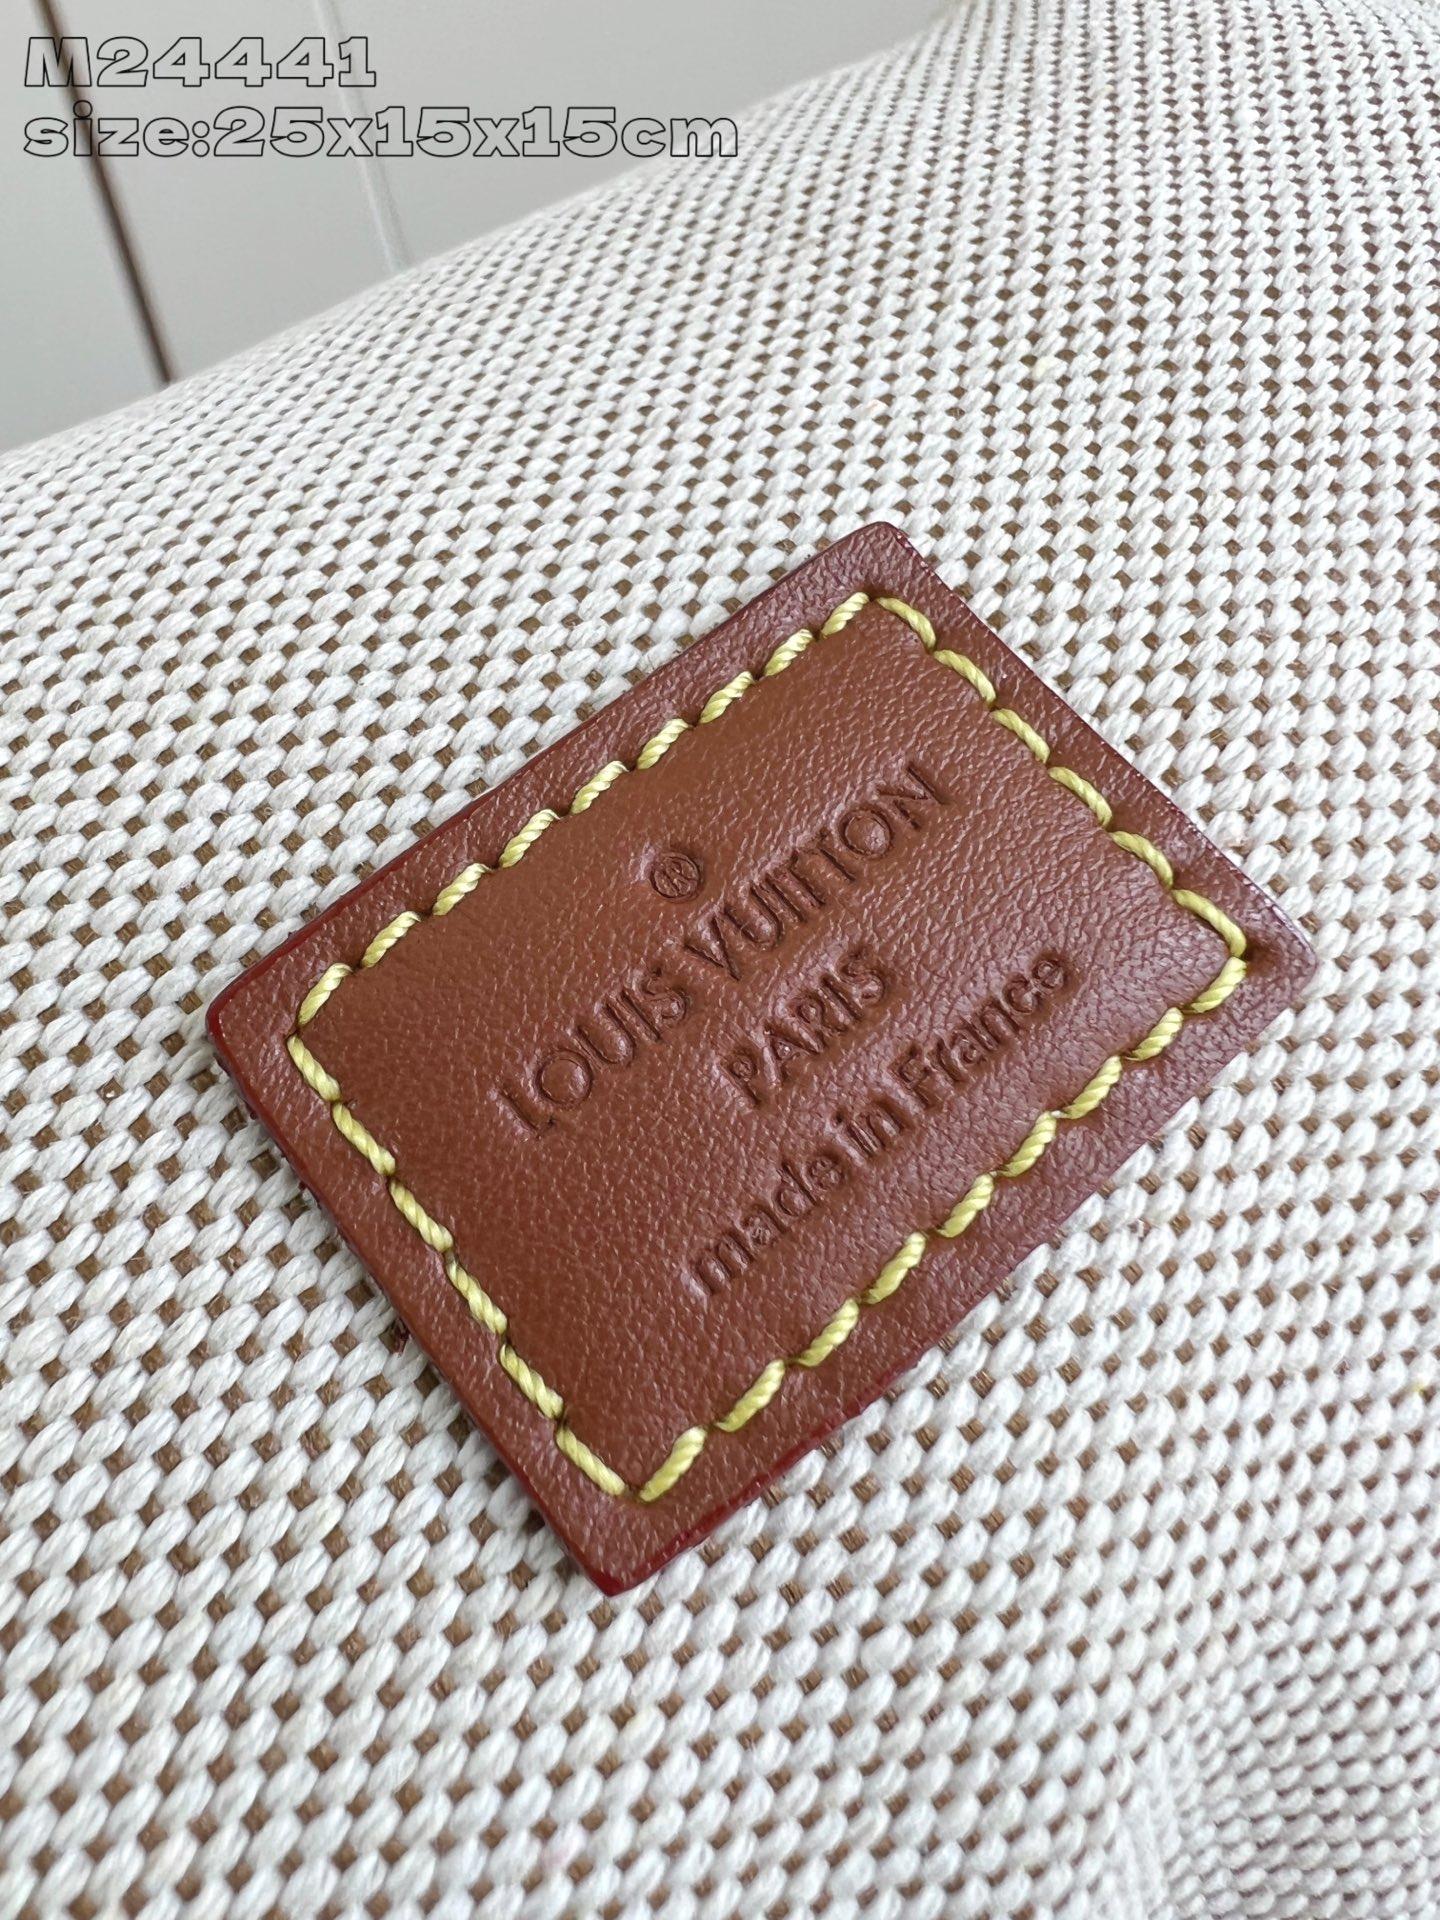 M24441
size:25x15x15cm
®
LOUIS VUITTON
PARIS
made in France